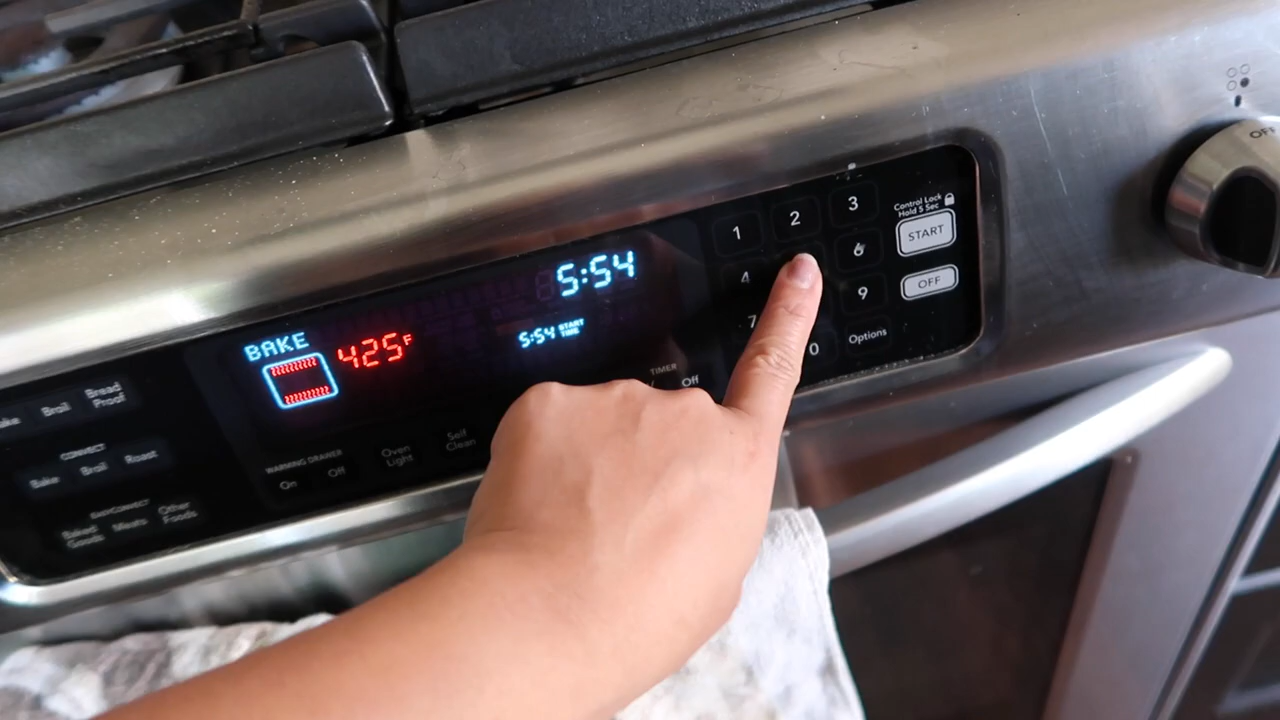 OFF
Control Lock
Hold 5 Sec
START
OFF
1 2 3
4 6
7 9
0 Options
5:54
5:54 START TIME
BAKE
425°F
TIMER
Off
Bread
Proof
Broil
CONVECT
Bake Broil Roast
EASYCONVECT
Baked
Goods
Meats
Other
Foods
WARMING DRAWER
On Off
Oven
Light
Self
Clean